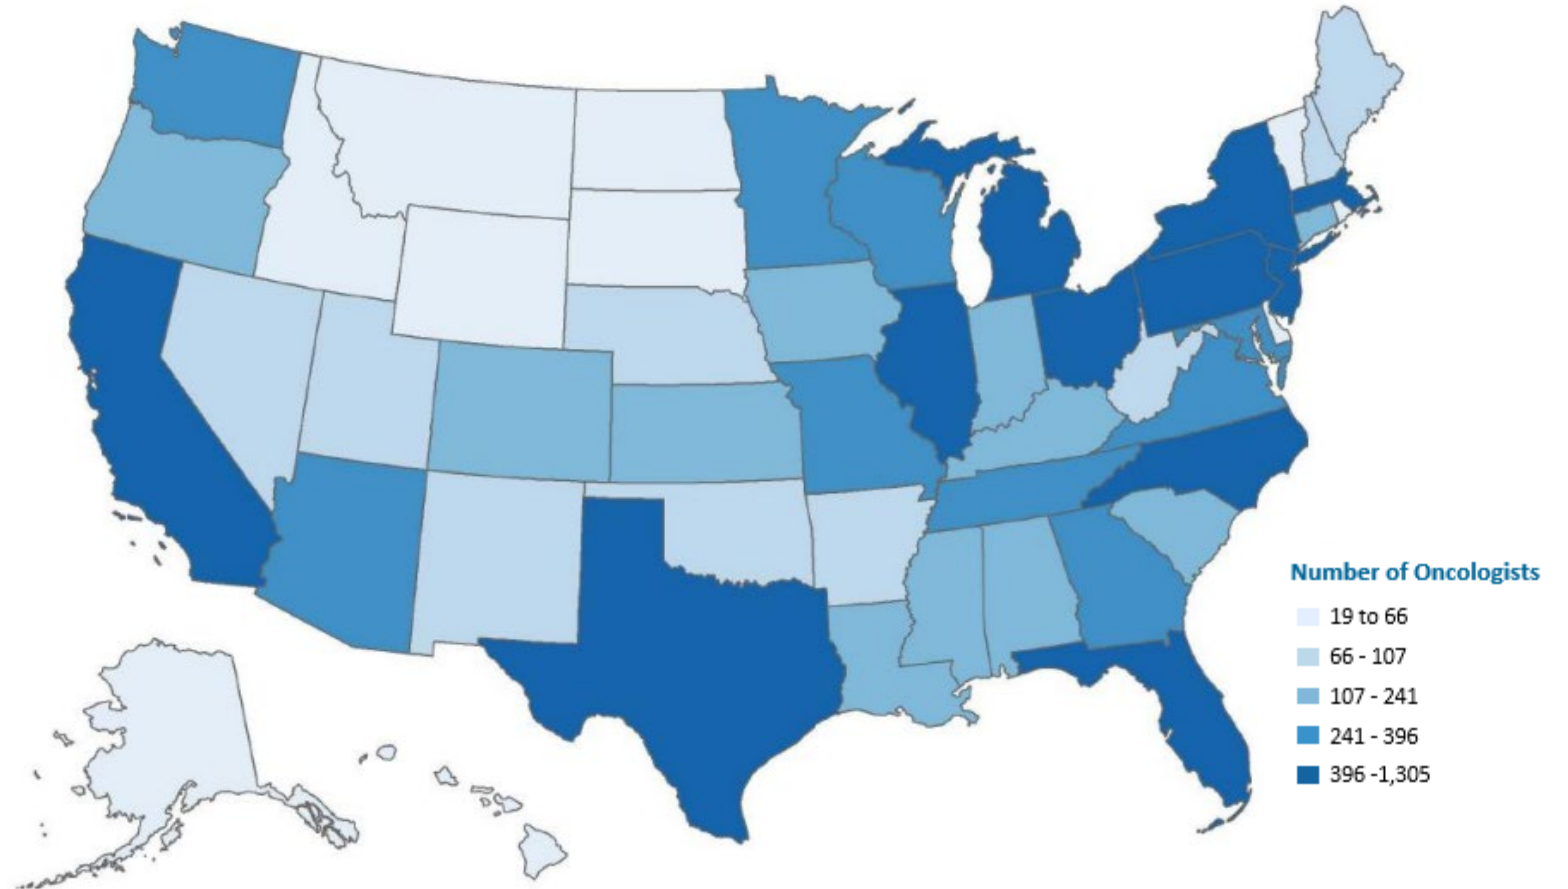 Number of Oncologists
19 to 66
66 - 107
107 - 241
241 - 396
396 -1,305